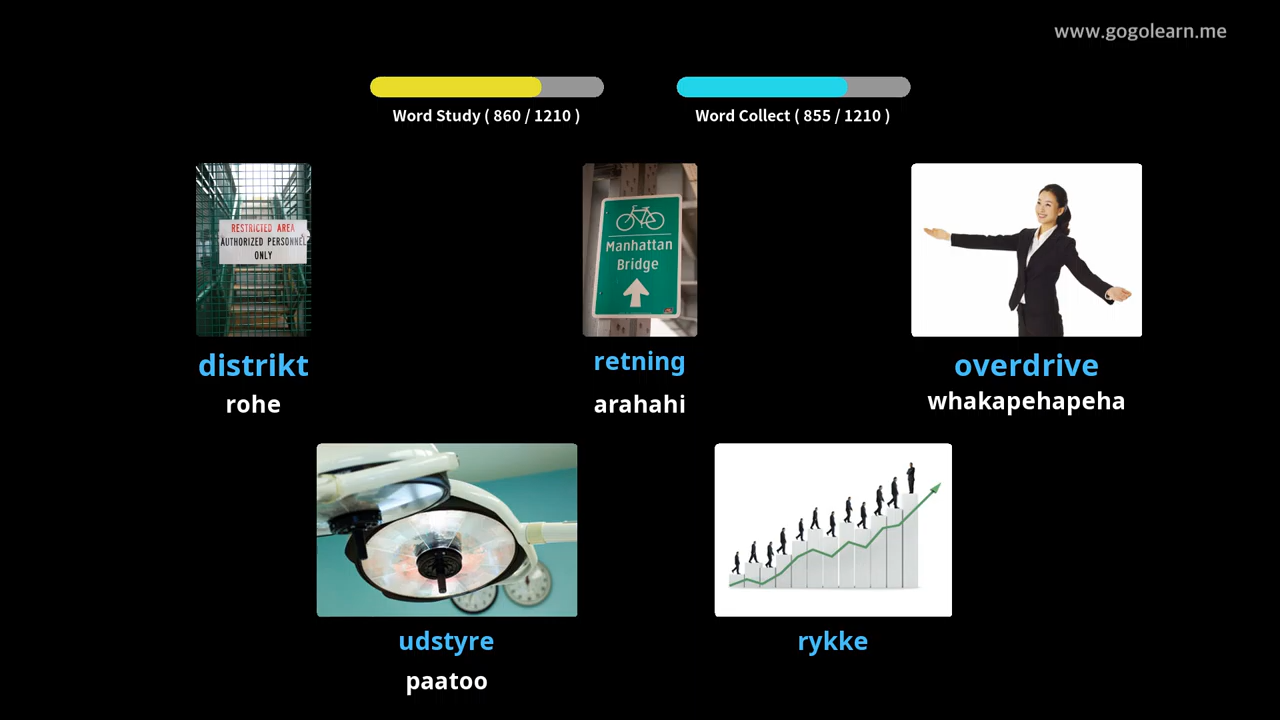 www.gogolearn.me
Word Study ( 860 / 1210 )
Word Collect ( 855 / 1210 )
RESTRICTED AREA
AUTHORIZED PERSONNEL
ONLY
Manhattan
Bridge
distrikt
rohe
retning
arahahi
overdrive
whakapehapeha
udstyre
paatoo
rykke